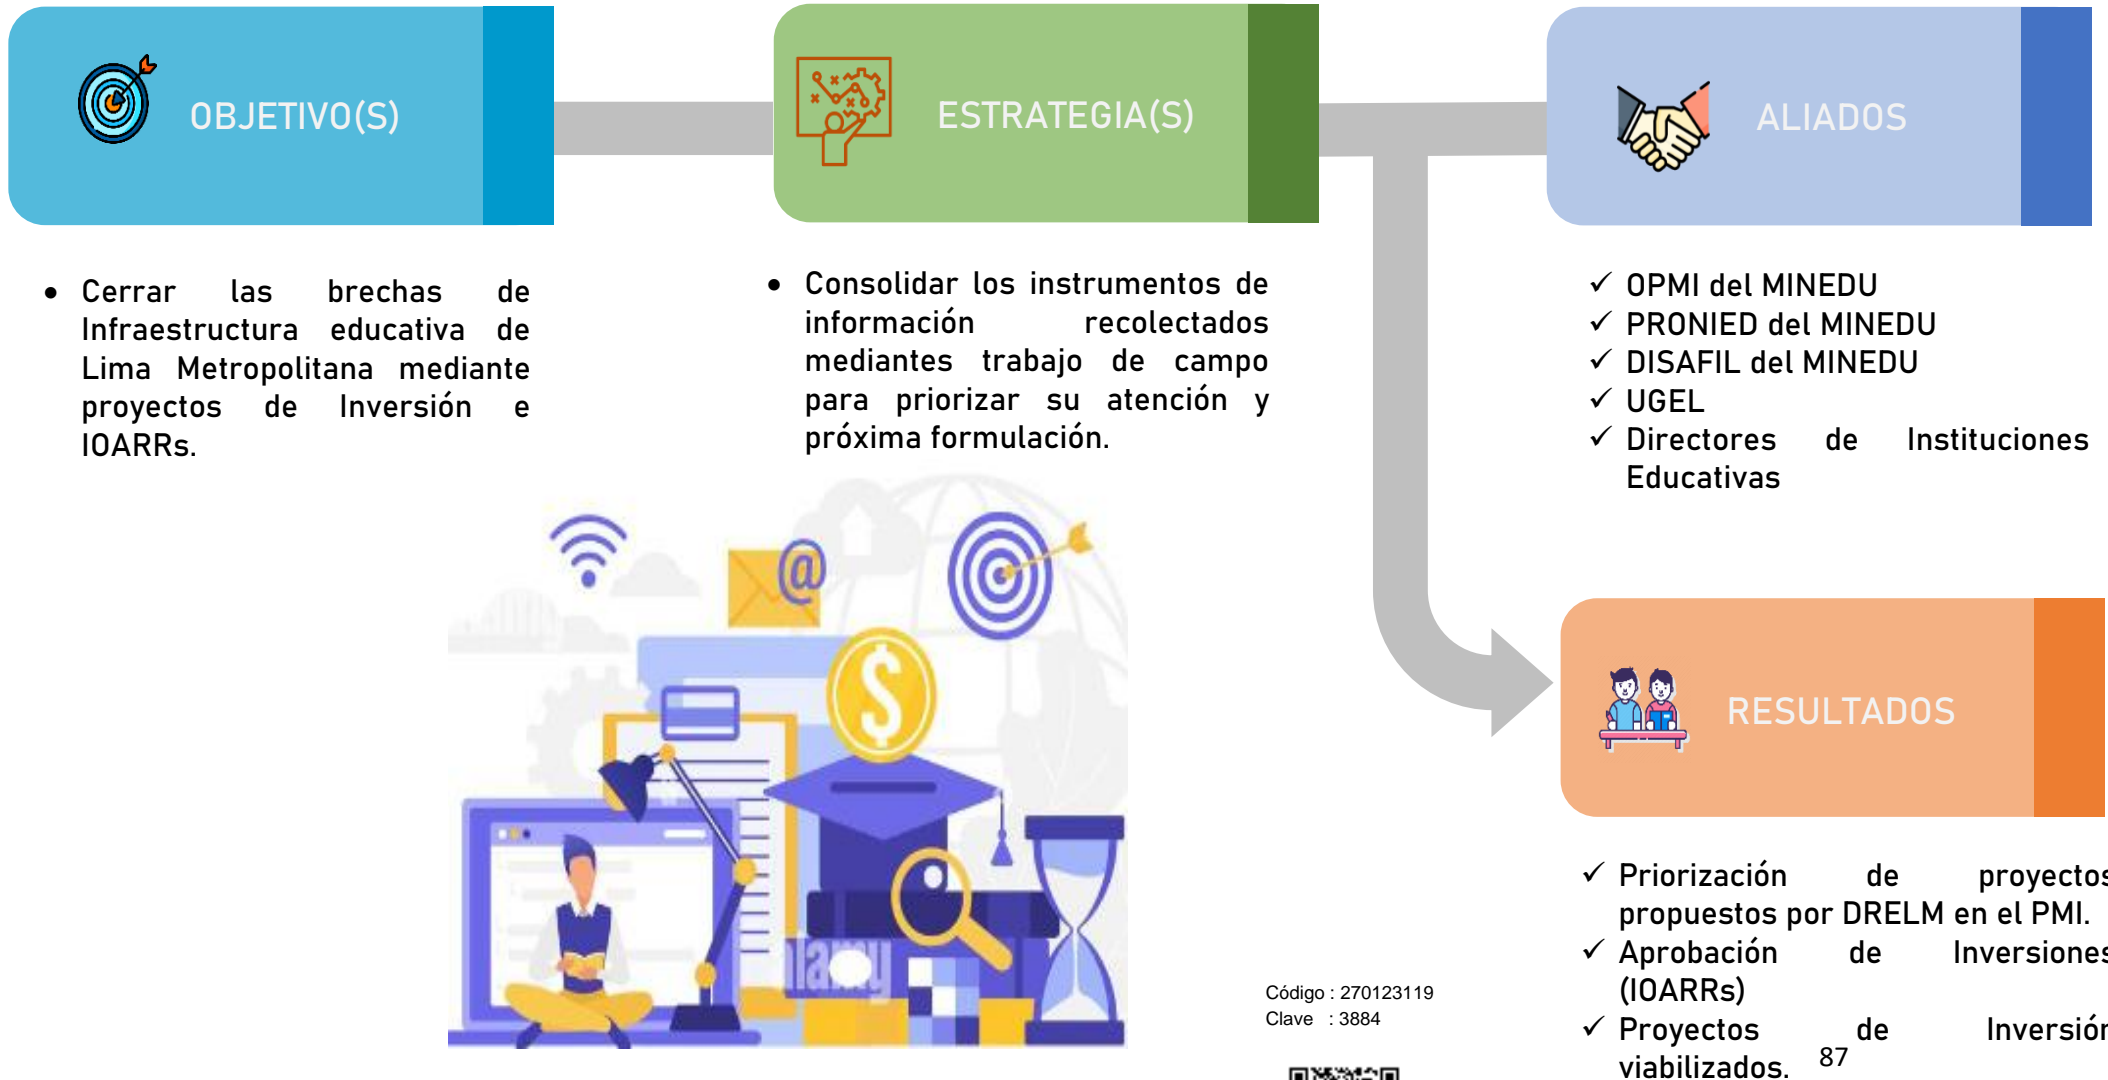 OBJETIVO(S)
• Cerrar las brechas de
Infraestructura educativa de
Lima Metropolitana mediante
proyectos de Inversión e
IOARRs.
ESTRATEGIA(S)
• Consolidar los instrumentos de
información recolectados
mediantes trabajo de campo
para priorizar su atención y
próxima formulación.
ALIADOS
✓ OPMI del MINEDU
✓ PRONIED del MINEDU
✓ DISAFIL del MINEDU
✓ UGEL
✓ Directores de Instituciones
Educativas
RESULTADOS
✓ Priorización de proyectos
propuestos por DRELM en el PMI.
✓ Aprobación de Inversiones
(IOARRs)
✓ Proyectos de Inversión
viabilizados.
@
$
alamy
Código : 270123119
Clave : 3884
87